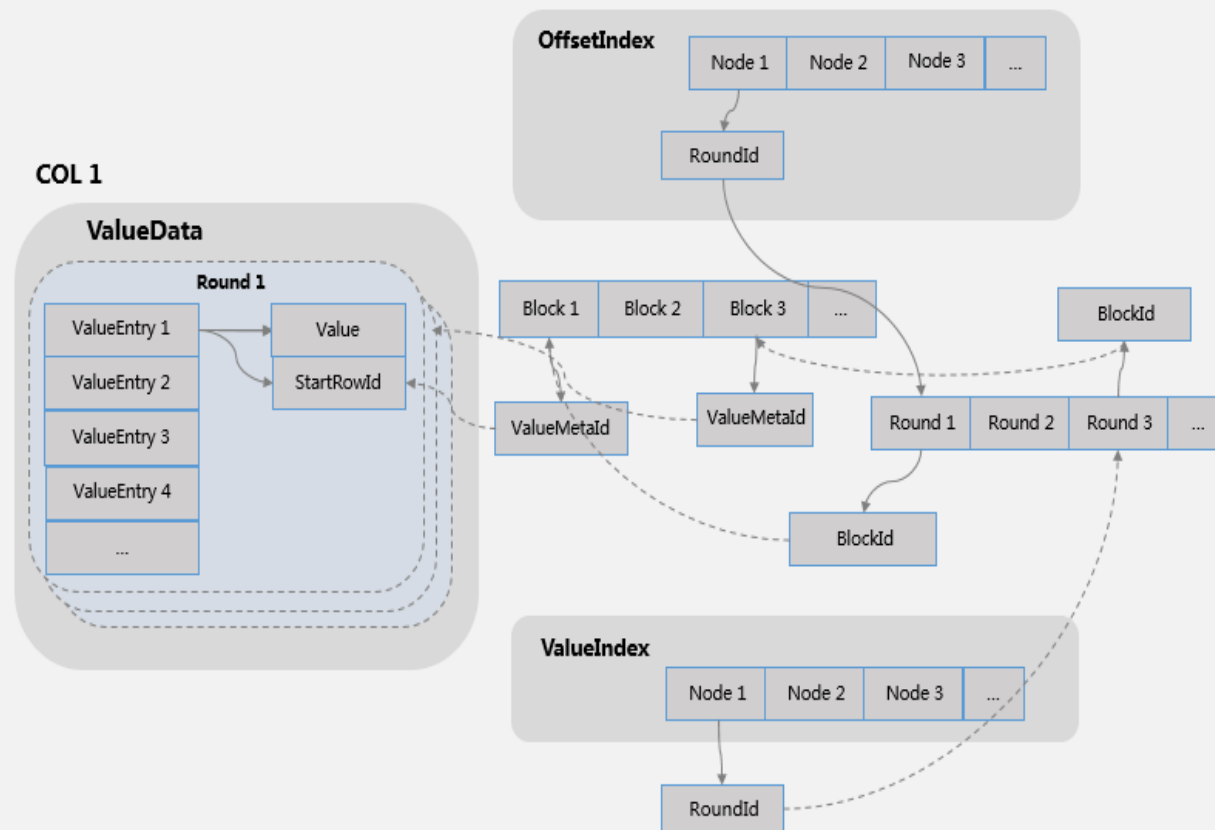 OffsetIndex
Node 1
Node 2
Node 3
...
RoundId
COL 1
ValueData
Round 1
ValueEntry 1
Value
ValueEntry 2
StartRowId
ValueEntry 3
ValueEntry 4
...
Block 1
Block 2
Block 3
...
BlockId
ValueMetaId
ValueMetaId
Round 1
Round 2
Round 3
...
BlockId
ValueIndex
Node 1
Node 2
Node 3
...
RoundId